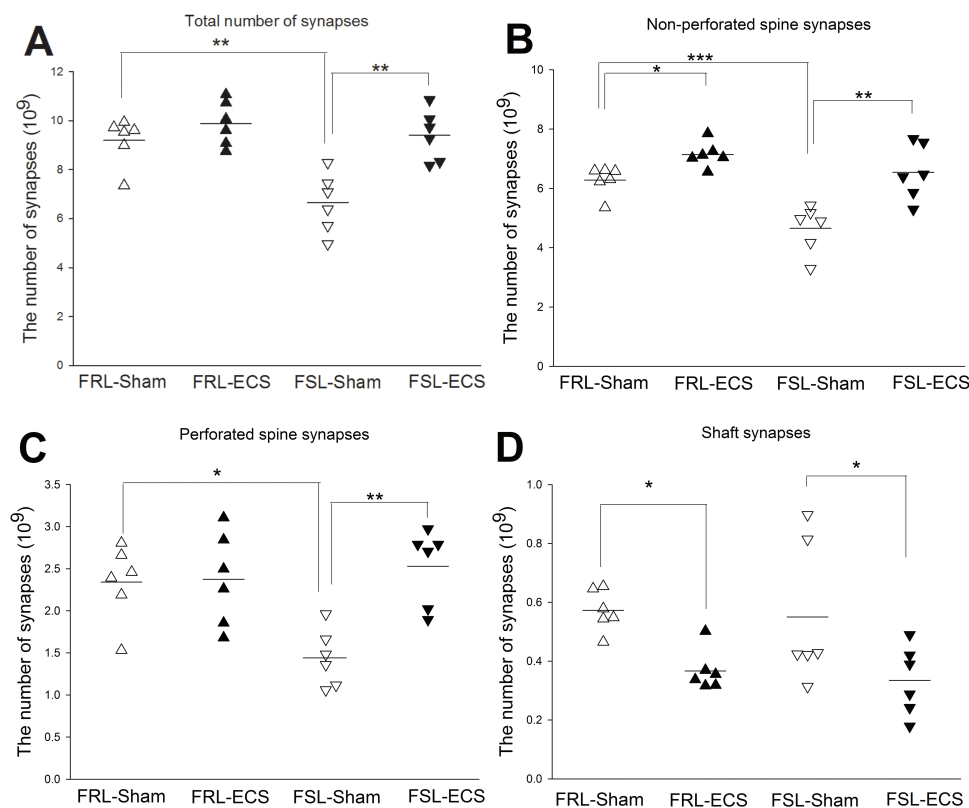 A
Total number of synapses
**
**
The number of synapses (10⁹)
12
10
8
6
4
2
0
FRL-Sham FRL-ECS FSL-Sham FSL-ECS
B
Non-perforated spine synapses
***
*
**
The number of synapses (10⁹)
10
8
6
4
2
0
FRL-Sham FRL-ECS FSL-Sham FSL-ECS
C
Perforated spine synapses
*
**
The number of synapses (10⁹)
3.5
3.0
2.5
2.0
1.5
1.0
0.5
0.0
FRL-Sham FRL-ECS FSL-Sham FSL-ECS
D
Shaft synapses
*
*
The number of synapses (10⁹)
1.0
0.8
0.6
0.4
0.2
0.0
FRL-Sham FRL-ECS FSL-Sham FSL-ECS